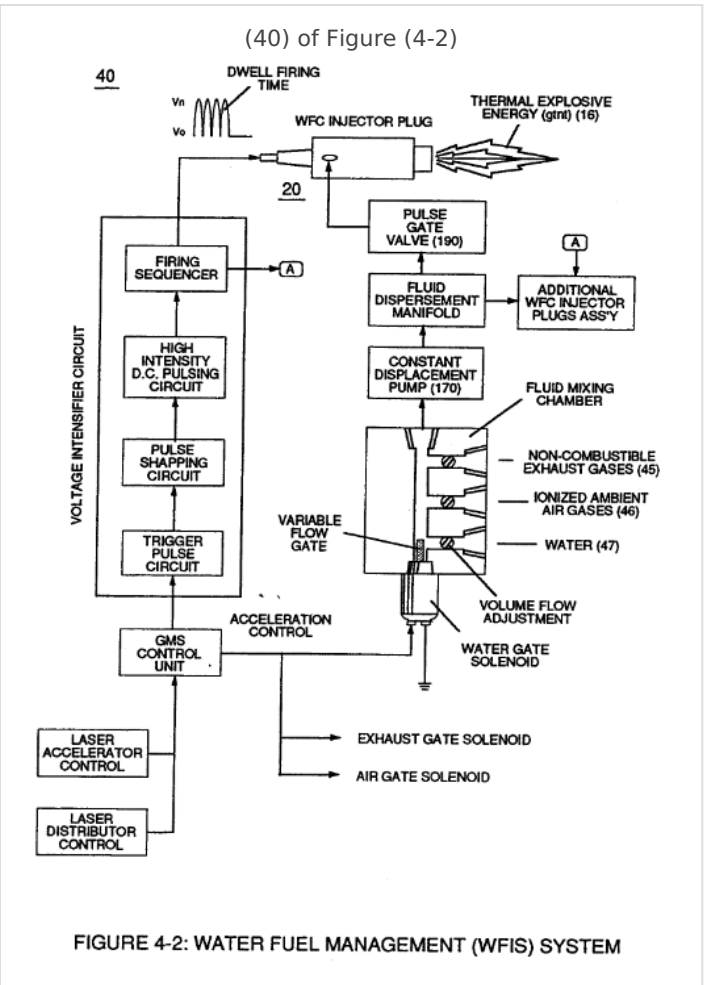 (40) of Figure (4-2)
40
DWELL FIRING
TIME
Vn
Vo
WFC INJECTOR PLUG
THERMAL EXPLOSIVE
ENERGY (gtnt) (16)
20
PULSE
GATE
VALVE (190)
A
FIRING
SEQUENCER
A
FLUID
DISPERSEMENT
MANIFOLD
ADDITIONAL
WFC INJECTOR
PLUGS ASS'Y
VOLTAGE INTENSIFIER CIRCUIT
HIGH
INTENSITY
D.C. PULSING
CIRCUIT
CONSTANT
DISPLACEMENT
PUMP (170)
FLUID MIXING
CHAMBER
PULSE
SHAPPING
CIRCUIT
NON-COMBUSTIBLE
EXHAUST GASES (45)
IONIZED AMBIENT
AIR GASES (46)
VARIABLE
FLOW
GATE
WATER (47)
TRIGGER
PULSE
CIRCUIT
VOLUME FLOW
ADJUSTMENT
ACCELERATION
CONTROL
GMS
CONTROL
UNIT
WATER GATE
SOLENOID
LASER
ACCELERATOR
CONTROL
EXHAUST GATE SOLENOID
AIR GATE SOLENOID
LASER
DISTRIBUTOR
CONTROL
FIGURE 4-2: WATER FUEL MANAGEMENT (WFIS) SYSTEM